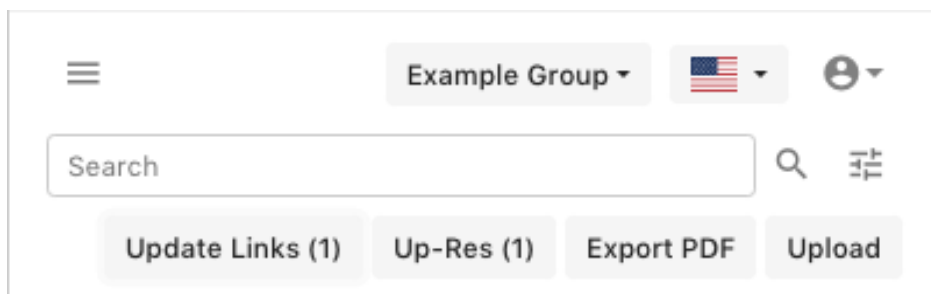 Example Group
Search
Update Links (1) Up-Res (1) Export PDF Upload